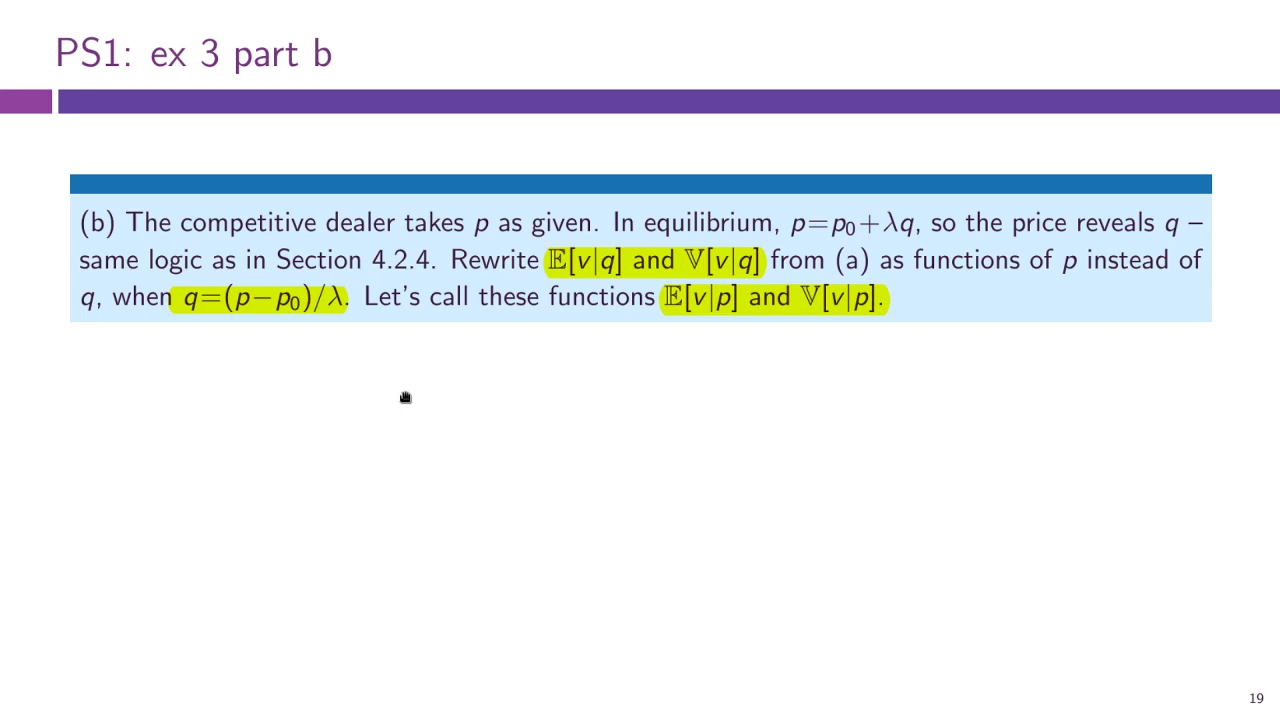 PS1: ex 3 part b
(b) The competitive dealer takes p as given. In equilibrium, p=p₀+λq, so the price reveals q –
same logic as in Section 4.2.4. Rewrite 𝔼[v|q] and 𝕍[v|q] from (a) as functions of p instead of
q, when q=(p−p₀)/λ. Let's call these functions 𝔼[v|p] and 𝕍[v|p].
19